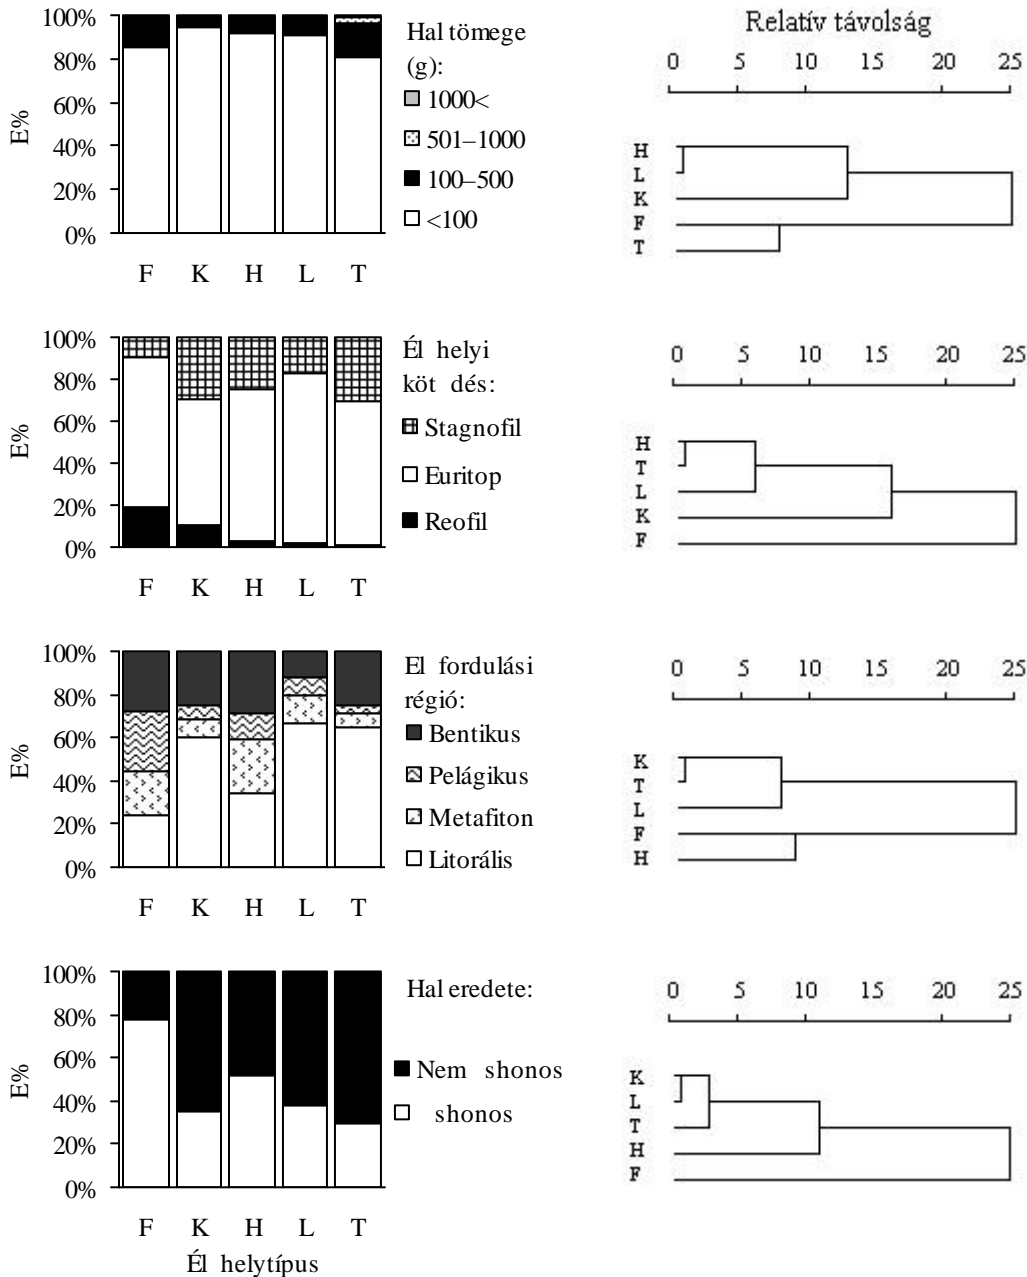 100%
80%
60%
40%
20%
0%
E%
F K H L T
Hal tömege
(g):
1000<
501–1000
100–500
<100
Relatív távolság
0 5 10 15 20 25
H
L
K
F
T
100%
80%
60%
40%
20%
0%
E%
F K H L T
Él helyi
köt dés:
Stagnofil
Euritop
Reofil
0 5 10 15 20 25
H
T
L
K
F
100%
80%
60%
40%
20%
0%
E%
F K H L T
El fordulási
régió:
Bentikus
Pelágikus
Metafiton
Litorális
0 5 10 15 20 25
K
T
L
F
H
100%
80%
60%
40%
20%
0%
E%
F K H L T
Él helytípus
Hal eredete:
Nem shonos
shonos
0 5 10 15 20 25
K
L
T
H
F